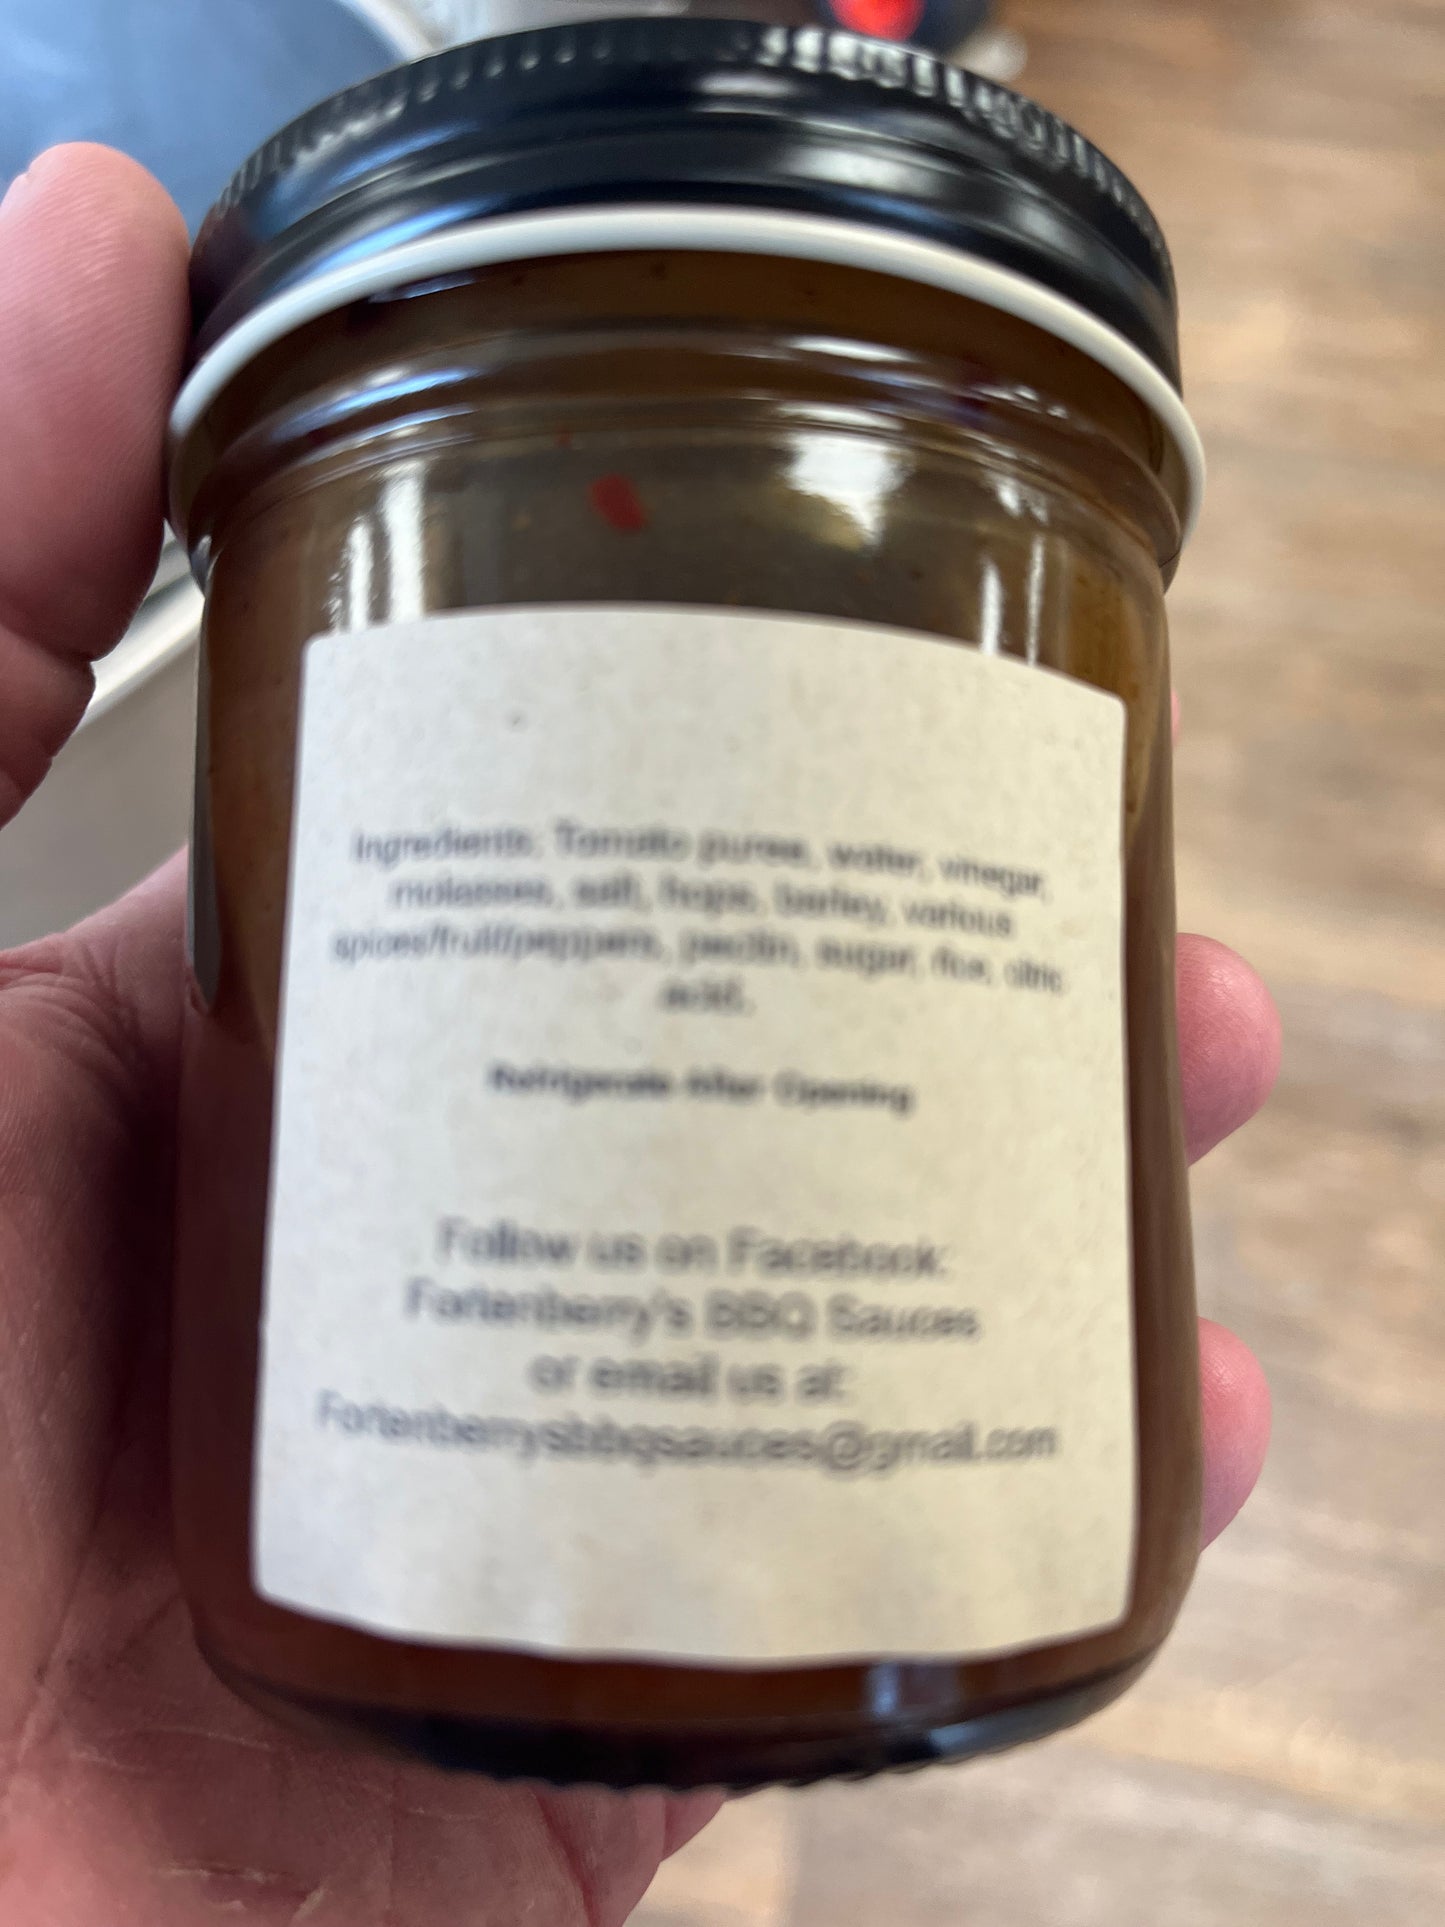 Ingredients: Tomato puree, water, vinegar,
molasses, salt, hops, barley, various
spices/fruit/peppers, pectin, sugar, rice, citric
acid.
Refrigerate After Opening
Follow us on Facebook:
Fortenberry's BBQ Sauces
or email us at:
Fortenberrysbbqsauces@gmail.com